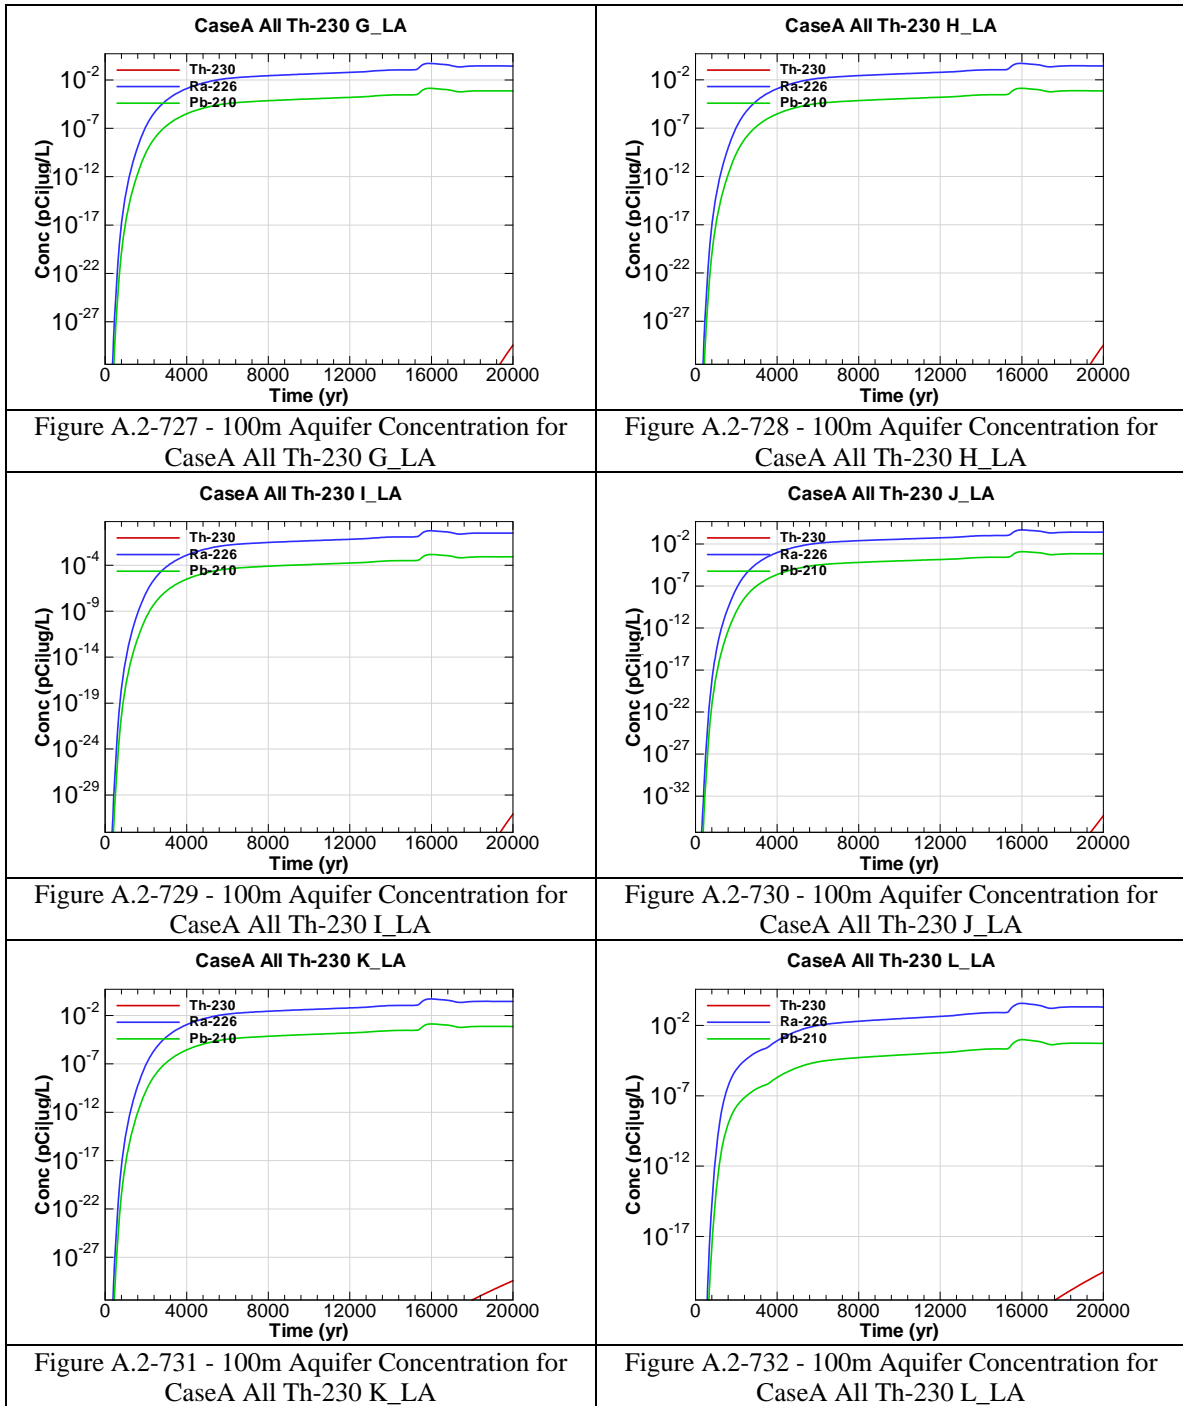 CaseA All Th-230 G_LA
Th-230
Ra-226
Pb-210
Conc (pCi|ug/L)
10-2
10-7
10-12
10-17
10-22
10-27
0 4000 8000 12000 16000 20000
Time (yr)
Figure A.2-727 - 100m Aquifer Concentration for
CaseA All Th-230 G_LA
CaseA All Th-230 H_LA
Th-230
Ra-226
Pb-210
Conc (pCi|ug/L)
10-2
10-7
10-12
10-17
10-22
10-27
0 4000 8000 12000 16000 20000
Time (yr)
Figure A.2-728 - 100m Aquifer Concentration for
CaseA All Th-230 H_LA
CaseA All Th-230 I_LA
Th-230
Ra-226
Pb-210
Conc (pCi|ug/L)
10-4
10-9
10-14
10-19
10-24
10-29
0 4000 8000 12000 16000 20000
Time (yr)
Figure A.2-729 - 100m Aquifer Concentration for
CaseA All Th-230 I_LA
CaseA All Th-230 J_LA
Th-230
Ra-226
Pb-210
Conc (pCi|ug/L)
10-2
10-7
10-12
10-17
10-22
10-27
10-32
0 4000 8000 12000 16000 20000
Time (yr)
Figure A.2-730 - 100m Aquifer Concentration for
CaseA All Th-230 J_LA
CaseA All Th-230 K_LA
Th-230
Ra-226
Pb-210
Conc (pCi|ug/L)
10-2
10-7
10-12
10-17
10-22
10-27
0 4000 8000 12000 16000 20000
Time (yr)
Figure A.2-731 - 100m Aquifer Concentration for
CaseA All Th-230 K_LA
CaseA All Th-230 L_LA
Th-230
Ra-226
Pb-210
Conc (pCi|ug/L)
10-2
10-7
10-12
10-17
0 4000 8000 12000 16000 20000
Time (yr)
Figure A.2-732 - 100m Aquifer Concentration for
CaseA All Th-230 L_LA